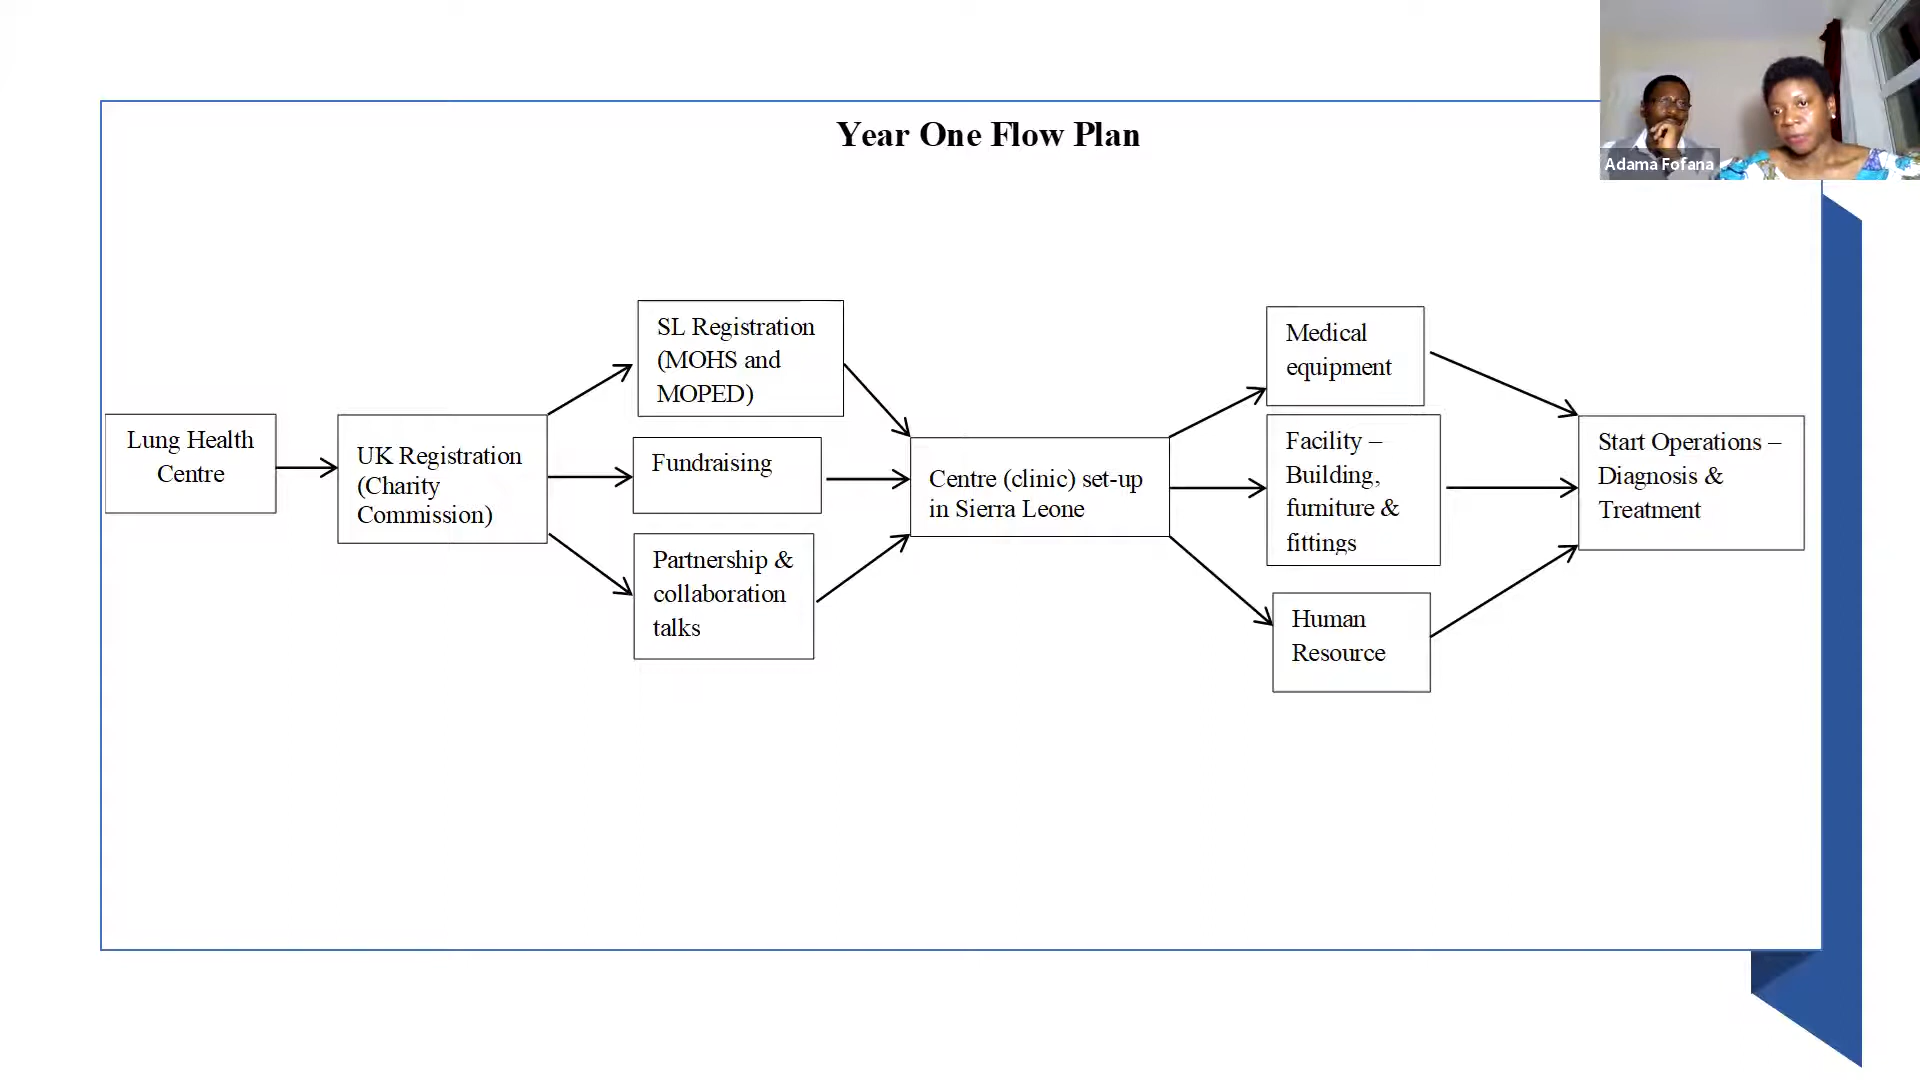 Year One Flow Plan
Adama Fofana
Lung Health
Centre
UK Registration
(Charity
Commission)
SL Registration
(MOHS and
MOPED)
Fundraising
Partnership &
collaboration
talks
Centre (clinic) set-up
in Sierra Leone
Medical
equipment
Facility –
Building,
furniture &
fittings
Human
Resource
Start Operations –
Diagnosis &
Treatment